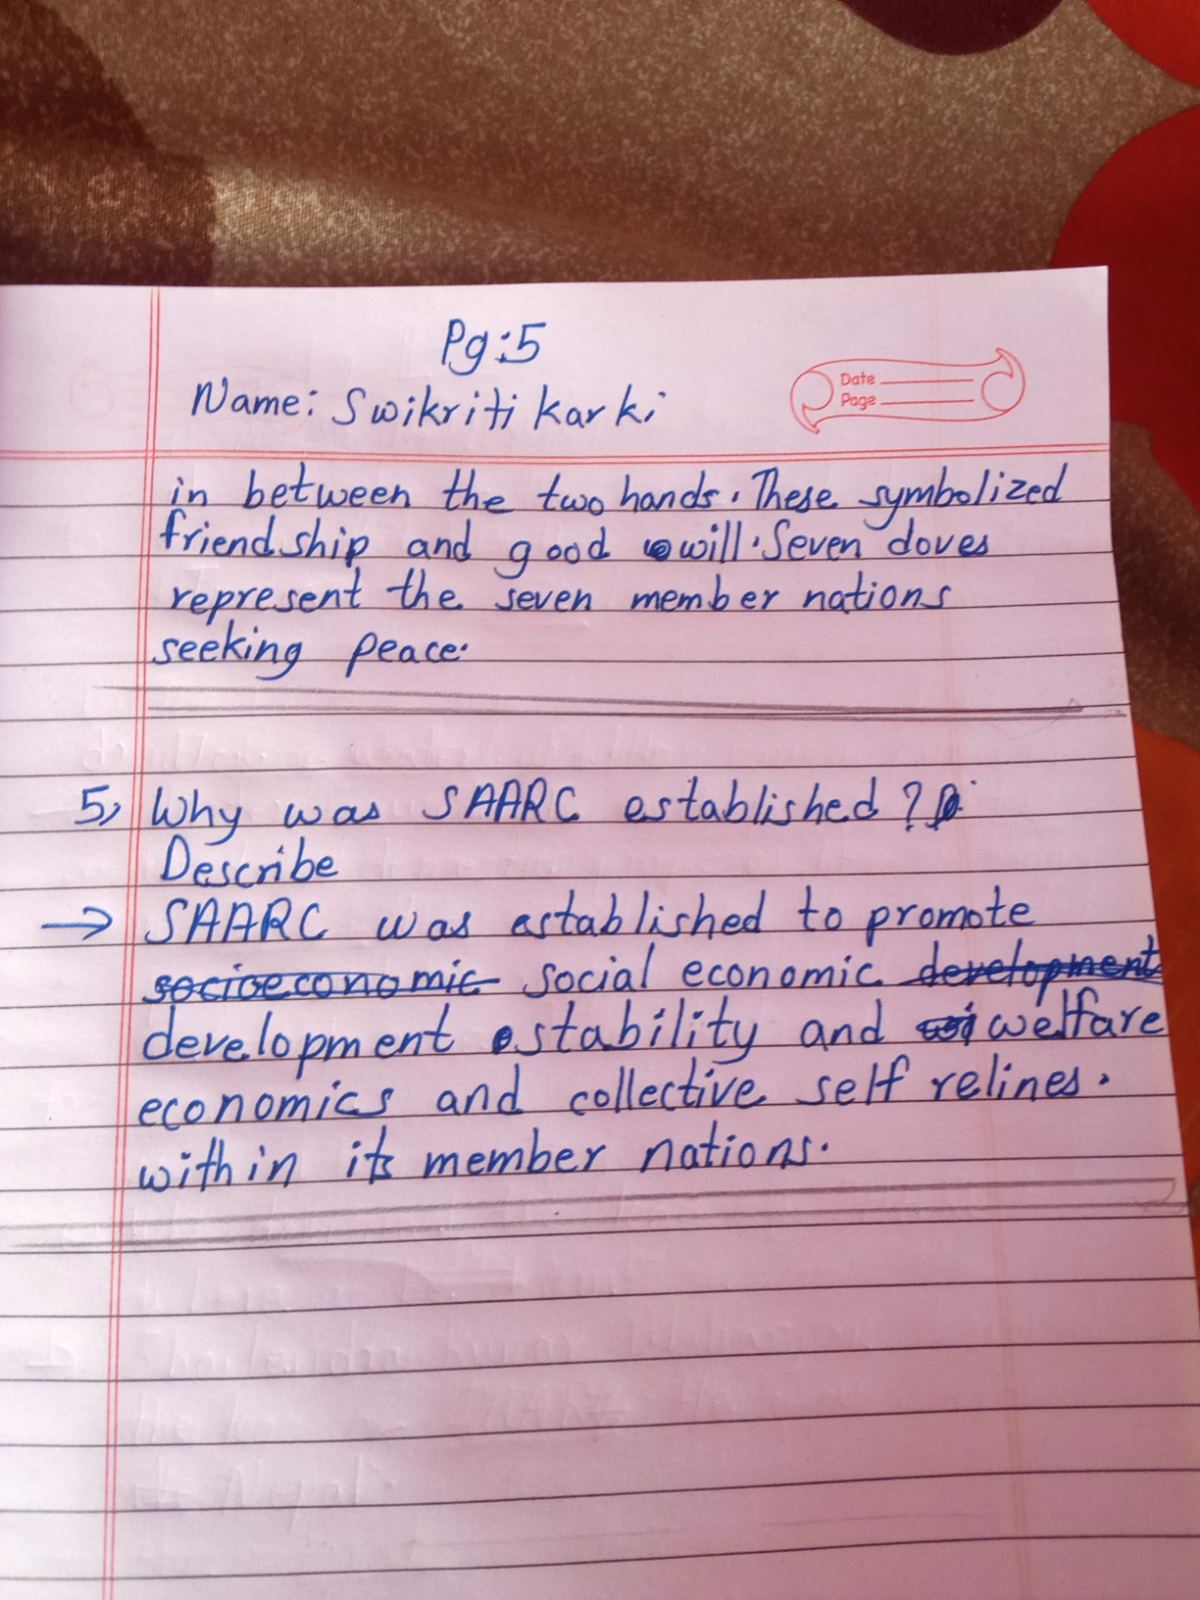 Pg:5
Name: Swikriti Karki
Date
Page
in between the two hands. These symbolized
friendship and good will. Seven doves
represent the seven member nations
seeking peace.
5) Why was SAARC established?
Describe
→ SAARC was established to promote
socioeconomic social economic development
development stability and welfare
economics and collective self relines.
within its member nations.